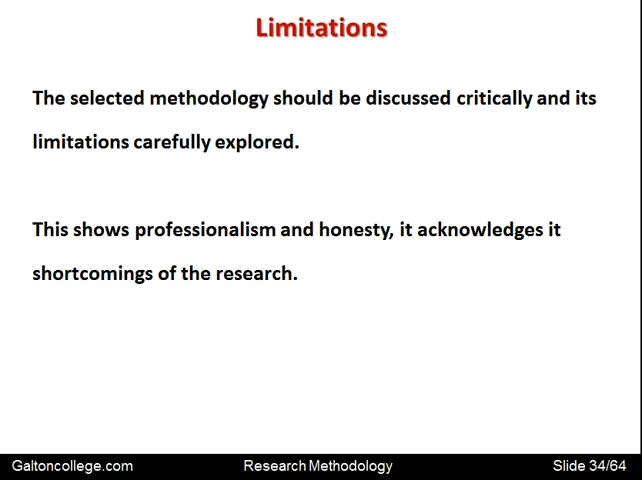 Limitations
The selected methodology should be discussed critically and its
limitations carefully explored.
This shows professionalism and honesty, it acknowledges it
shortcomings of the research.
Galtoncollege.com Research Methodology Slide 34/64